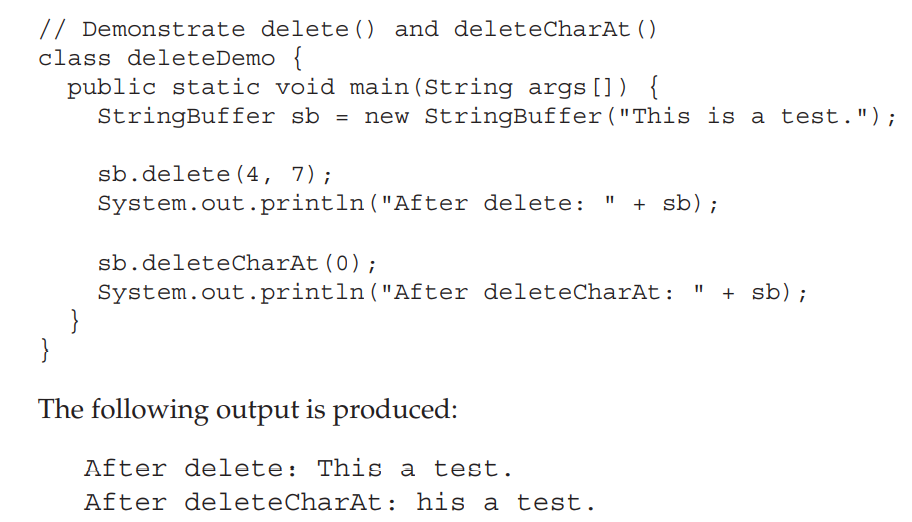 // Demonstrate delete() and deleteCharAt()
class deleteDemo {
  public static void main(String args[]) {
    StringBuffer sb = new StringBuffer("This is a test.");

    sb.delete(4, 7);
    System.out.println("After delete: " + sb);

    sb.deleteCharAt(0);
    System.out.println("After deleteCharAt: " + sb);
  }
}
The following output is produced:
After delete: This a test.
After deleteCharAt: his a test.